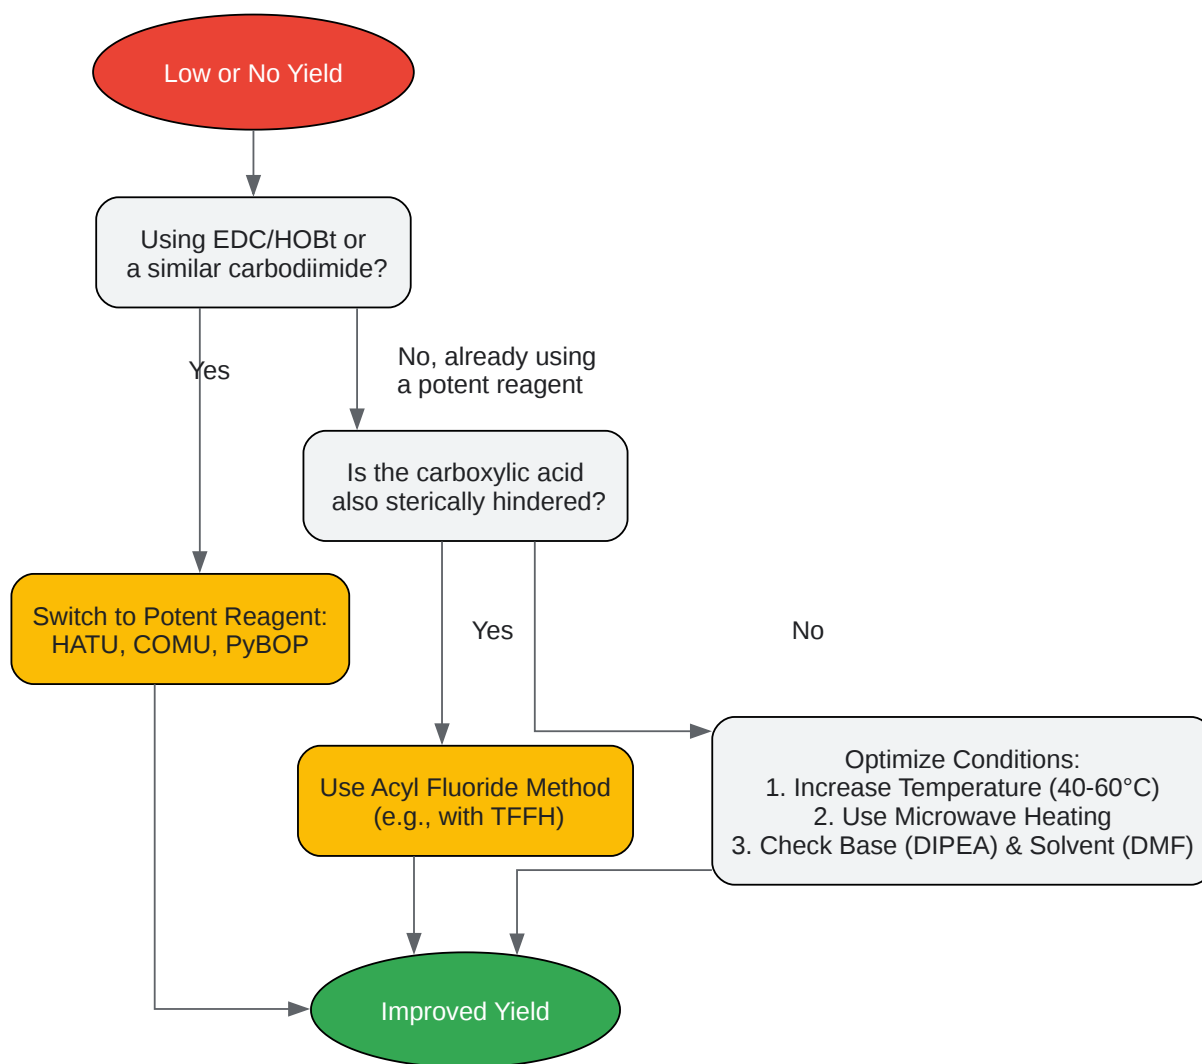 Low or No Yield
Using EDC/HOBt or
a similar carbodiimide?
Yes
No, already using
a potent reagent
Is the carboxylic acid
also sterically hindered?
Switch to Potent Reagent:
HATU, COMU, PyBOP
Yes
No
Use Acyl Fluoride Method
(e.g., with TFFH)
Optimize Conditions:
1. Increase Temperature (40-60°C)
2. Use Microwave Heating
3. Check Base (DIPEA) & Solvent (DMF)
Improved Yield